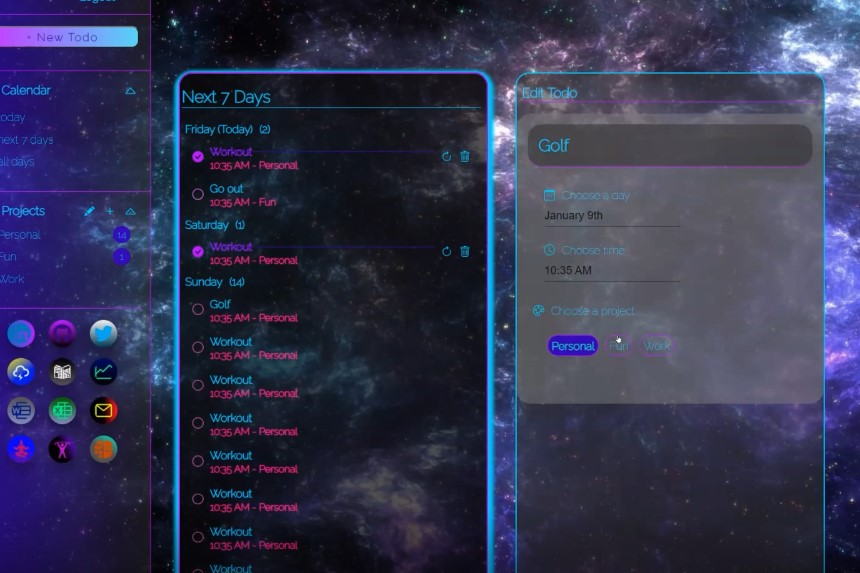 Logout
+ New Todo
Calendar
oday
next 7 days
all days
Projects
Personal
14
Fun
1
Work
Next 7 Days
Friday (Today) (2)
Workout
10:35 AM - Personal
Go out
10:35 AM - Fun
Saturday (1)
Workout
10:35 AM - Personal
Sunday (14)
Golf
10:35 AM - Personal
Workout
10:35 AM - Personal
Workout
10:35 AM - Personal
Workout
10:35 AM - Personal
Workout
10:35 AM - Personal
Workout
10:35 AM - Personal
Workout
10:35 AM - Personal
Workout
Edit Todo
Golf
Choose a day
January 9th
Choose time
10:35 AM
Choose a project
Personal Fun Work